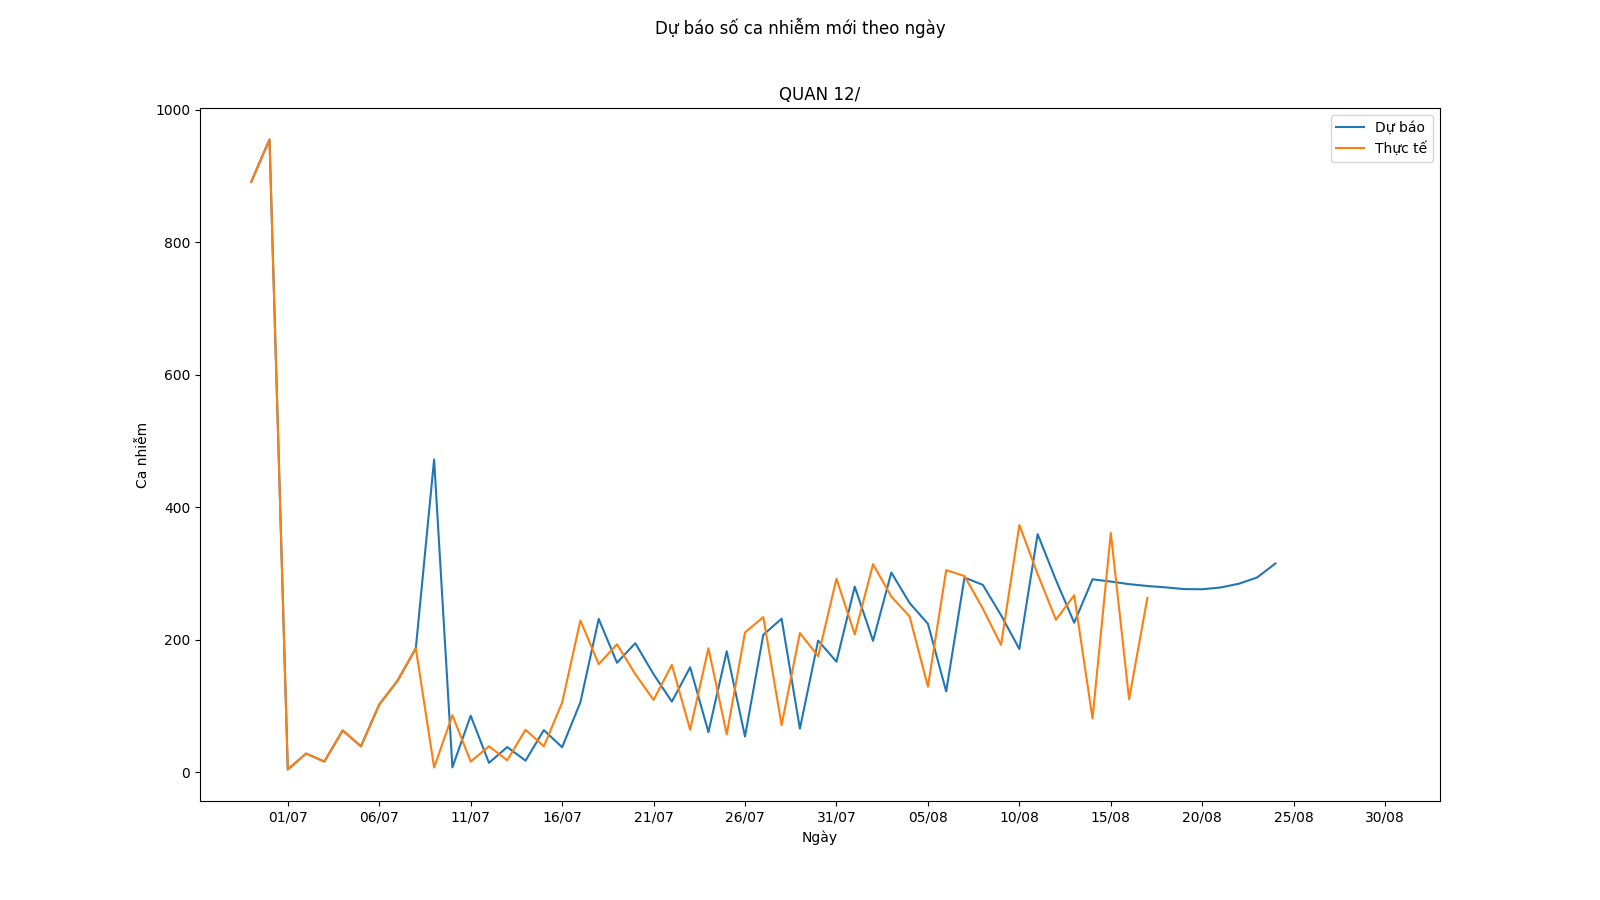 Dự báo số ca nhiễm mới theo ngày
QUAN 12/
1000
800
600
400
200
0
Ca nhiễm
Dự báo
Thực tế
01/07 06/07 11/07 16/07 21/07 26/07 31/07 05/08 10/08 15/08 20/08 25/08 30/08
Ngày